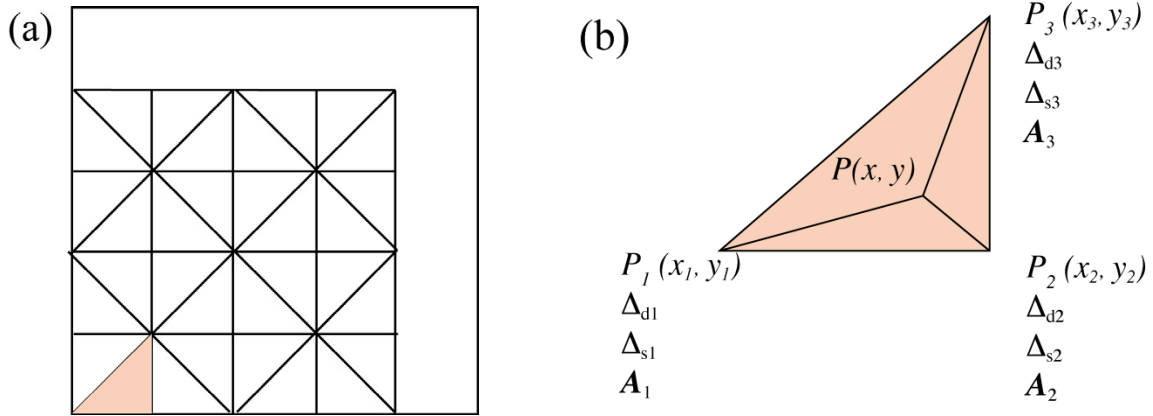 (a)
(b)
P3 (x3, y3)
Δd3
Δs3
A3
P(x, y)
P1 (x1, y1)
Δd1
Δs1
A1
P2 (x2, y2)
Δd2
Δs2
A2